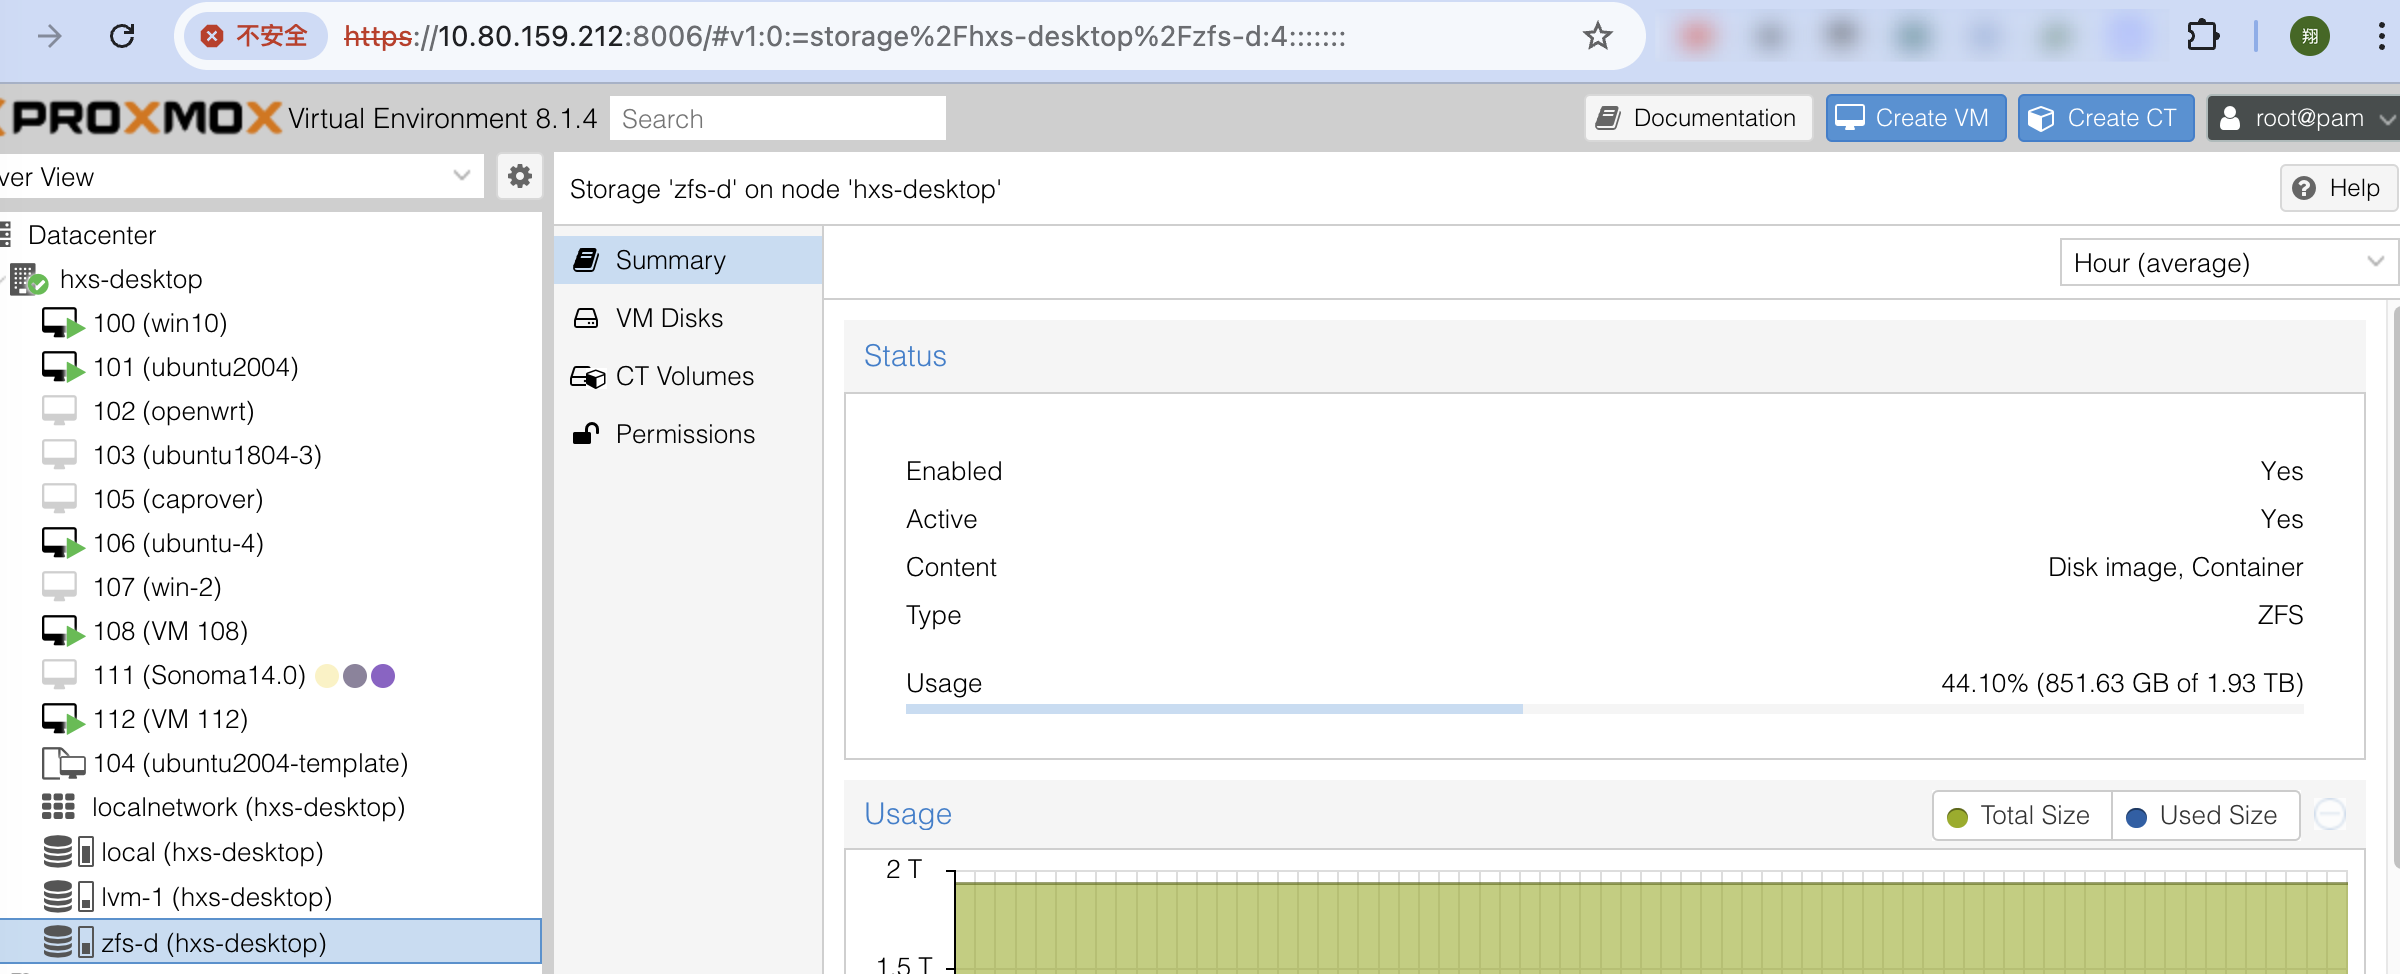 不安全 https://10.80.159.212:8006/#v1:0:=storage%2Fhxs-desktop%2Fzfs-d:4:::::::
翔
PROXMOX Virtual Environment 8.1.4 Search Documentation Create VM Create CT root@pam
ver View
Storage 'zfs-d' on node 'hxs-desktop' Help
Datacenter
hxs-desktop
100 (win10)
101 (ubuntu2004)
102 (openwrt)
103 (ubuntu1804-3)
105 (caprover)
106 (ubuntu-4)
107 (win-2)
108 (VM 108)
111 (Sonoma14.0)
112 (VM 112)
104 (ubuntu2004-template)
localnetwork (hxs-desktop)
local (hxs-desktop)
lvm-1 (hxs-desktop)
zfs-d (hxs-desktop)
Summary
VM Disks
CT Volumes
Permissions
Hour (average)
Status
Enabled Yes
Active Yes
Content Disk image, Container
Type ZFS
Usage 44.10% (851.63 GB of 1.93 TB)
Usage Total Size Used Size
2 T
1.5 T